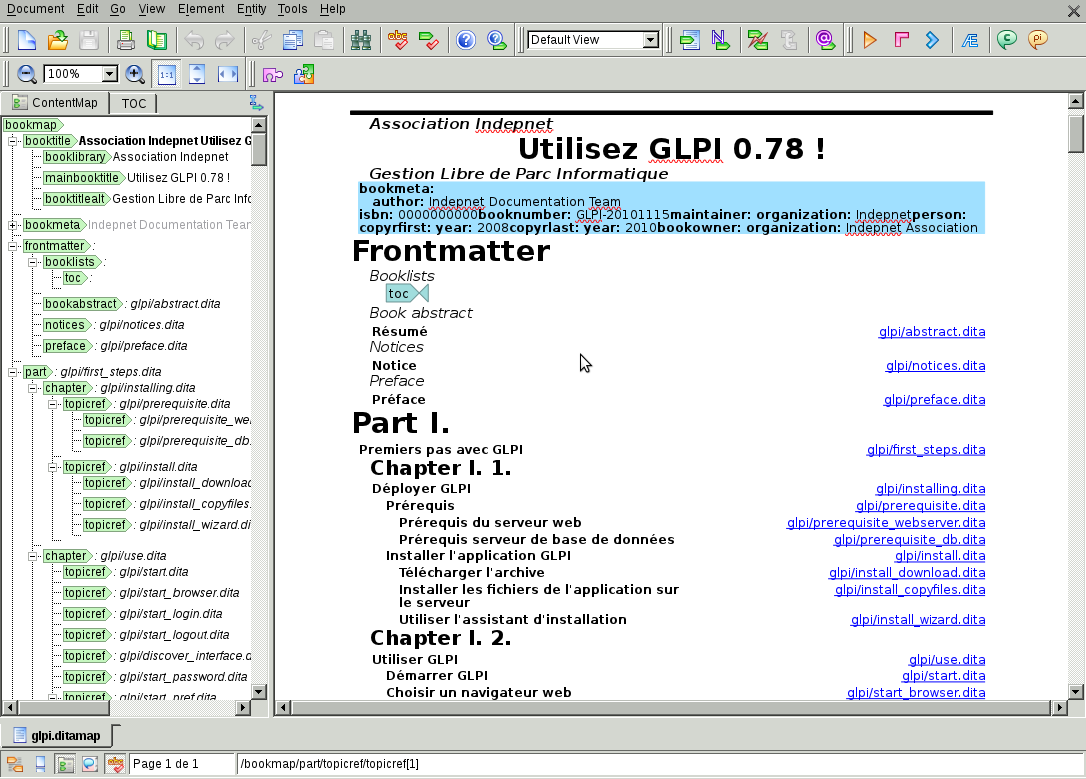 Document Edit Go View Element Entity Tools Help
Default View
100%
1:1
ContentMap TOC
bookmap
booktitle Association Indepnet Utilisez G
booklibrary Association Indepnet
mainbooktitle Utilisez GLPI 0.78 !
booktitlealt Gestion Libre de Parc Info
bookmeta Indepnet Documentation Tear
frontmatter :
booklists :
toc :
bookabstract : glpi/abstract.dita
notices : glpi/notices.dita
preface : glpi/preface.dita
part : glpi/first_steps.dita
chapter : glpi/installing.dita
topicref : glpi/prerequisite.dita
topicref : glpi/prerequisite_we
topicref : glpi/prerequisite_db.
topicref : glpi/install.dita
topicref : glpi/install_download
topicref : glpi/install_copyfiles.
topicref : glpi/install_wizard.di
chapter : glpi/use.dita
topicref : glpi/start.dita
topicref : glpi/start_browser.dita
topicref : glpi/start_login.dita
topicref : glpi/start_logout.dita
topicref : glpi/discover_interface.d
topicref : glpi/start_password.dita
topicref : glpi/start_pref.dita
Association Indepnet
Utilisez GLPI 0.78 !
Gestion Libre de Parc Informatique
bookmeta:
author: Indepnet Documentation Team
isbn: 0000000000booknumber: GLPI-20101115maintainer: organization: Indepnetperson:
copyrfirst: year: 2008copyrlast: year: 2010bookowner: organization: Indepnet Association
Frontmatter
Booklists
toc
Book abstract
Résumé glpi/abstract.dita
Notices
Notice glpi/notices.dita
Preface
Préface glpi/preface.dita
Part I.
Premiers pas avec GLPI glpi/first_steps.dita
Chapter I. 1.
Déployer GLPI glpi/installing.dita
Prérequis glpi/prerequisite.dita
Prérequis du serveur web glpi/prerequisite_webserver.dita
Prérequis serveur de base de données glpi/prerequisite_db.dita
Installer l'application GLPI glpi/install.dita
Télécharger l'archive glpi/install_download.dita
Installer les fichiers de l'application sur glpi/install_copyfiles.dita
le serveur
Utiliser l'assistant d'installation glpi/install_wizard.dita
Chapter I. 2.
Utiliser GLPI glpi/use.dita
Démarrer GLPI glpi/start.dita
Choisir un navigateur web glpi/start_browser.dita
glpi.ditamap
Page 1 de 1 /bookmap/part/topicref/topicref[1]